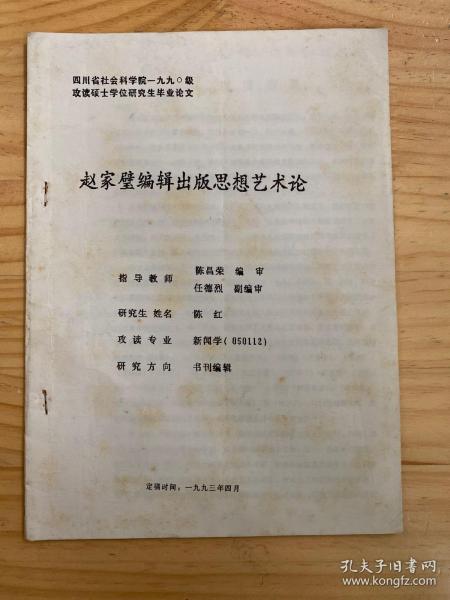 四川省社会科学院一九九〇级
攻读硕士学位研究生毕业论文
赵家璧编辑出版思想艺术论
指导教师 陈昌荣 编审
任德烈 副编审
研究生姓名 陈红
攻读专业 新闻学(050112)
研究方向 书刊编辑
定稿时间：一九九三年四月
孔夫子旧书网
www.kongfz.com